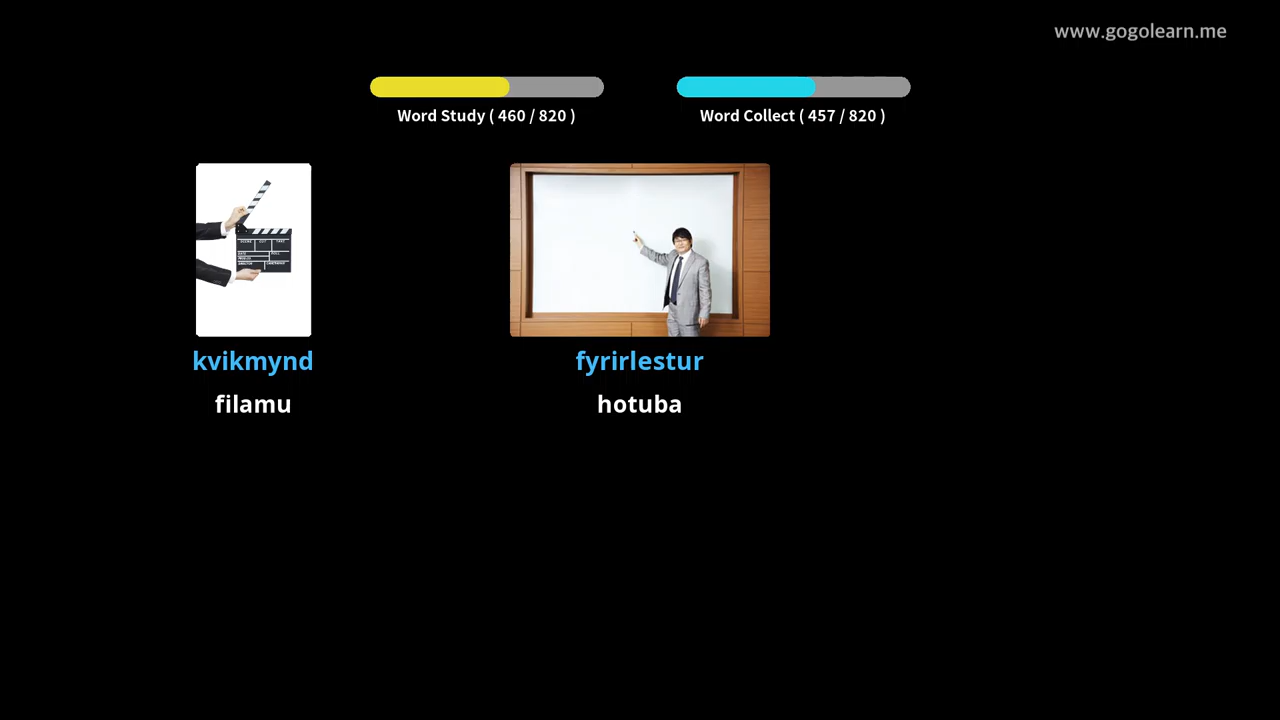 www.gogolearn.me
Word Study ( 460 / 820 )
Word Collect ( 457 / 820 )
kvikmynd
filamu
fyrirlestur
hotuba